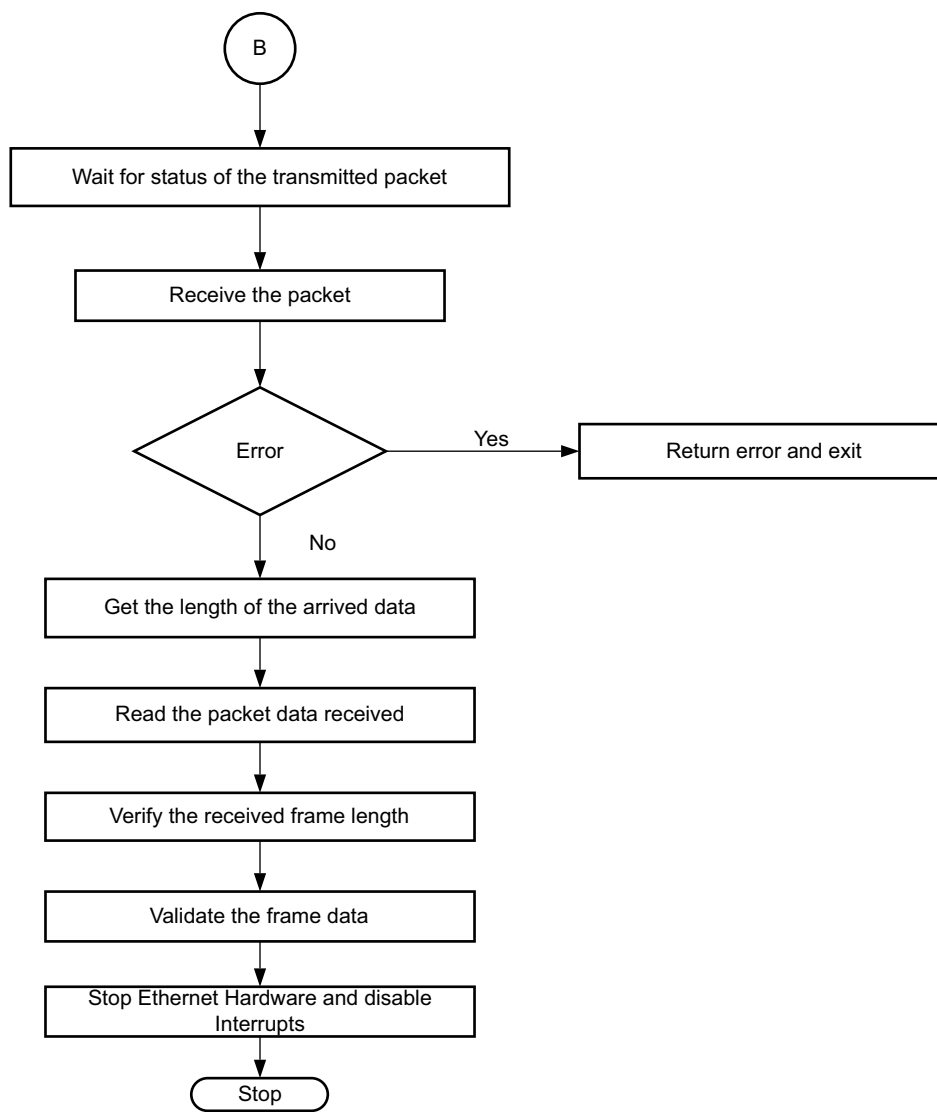 B
Wait for status of the transmitted packet
Receive the packet
Error
Yes
Return error and exit
No
Get the length of the arrived data
Read the packet data received
Verify the received frame length
Validate the frame data
Stop Ethernet Hardware and disable
Interrupts
Stop